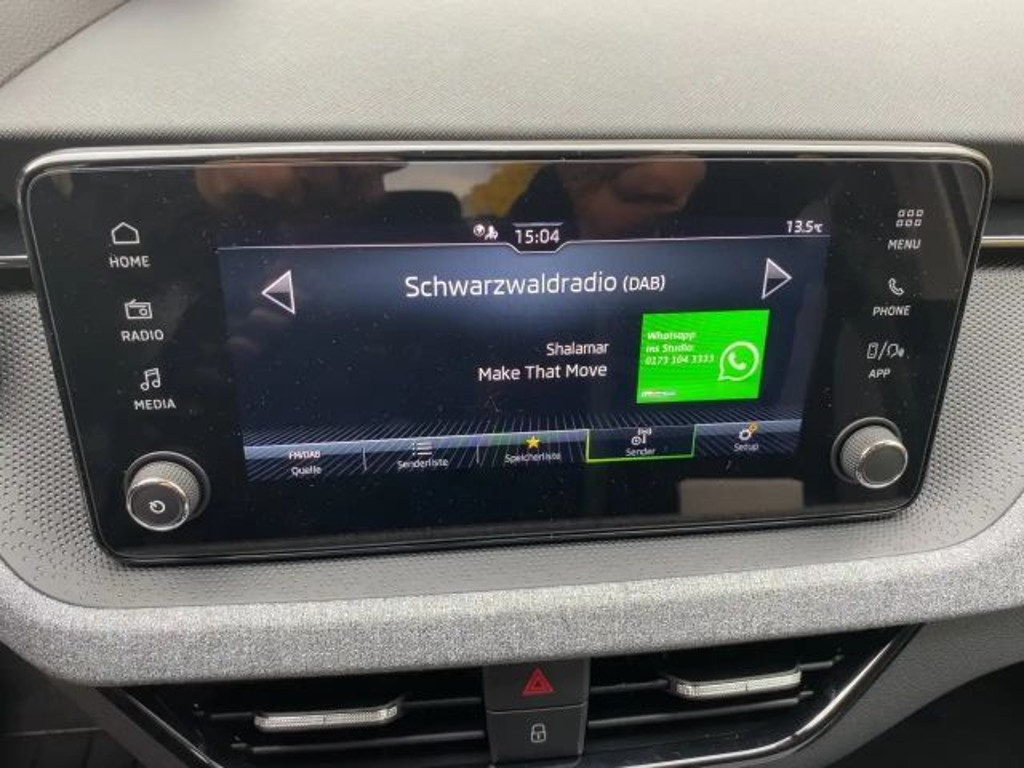 15:04
13.5°C
HOME
RADIO
MEDIA
Schwarzwaldradio (DAB)
Shalamar
Make That Move
Whatsapp
ins Studio:
0173 104 3333
FM/DAB
Quelle
Senderliste
Speicherliste
Sender
Setup
MENU
PHONE
APP